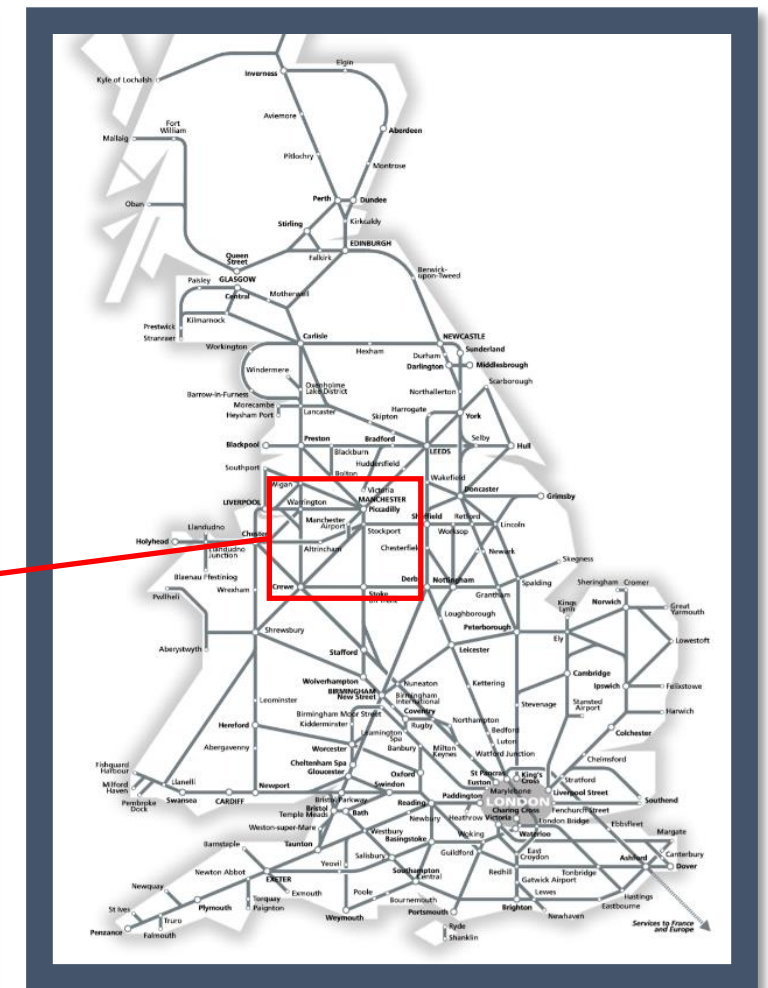 Elgin
Kyle of Lochalsh
Inverness
Aviemore
Fort
William
Aberdeen
Mallaig
Pitlochry
Montrose
Perth
Dundee
Oban
Stirling
Kirkcaldy
EDINBURGH
Queen
Street
Falkirk
Berwick-
upon-Tweed
Paisley
GLASGOW
Central
Motherwell
Prestwick
Kilmarnock
Stranraer
Carlisle
NEWCASTLE
Workington
Hexham
Sunderland
Durham
Darlington
Middlesbrough
Windermere
Scarborough
Oxenholme
Lake District
Northallerton
Barrow-in-Furness
Morecambe
Heysham Port
Lancaster
Harrogate
Skipton
York
Blackpool
Preston
Bradford
Selby
Hull
Blackburn
LEEDS
Southport
Huddersfield
Bolton
Wakefield
Wigan
Victoria
Doncaster
LIVERPOOL
Warrington
MANCHESTER
Piccadilly
Grimsby
Manchester
Airport
Sheffield
Retford
Lincoln
Llandudno
Stockport
Worksop
Holyhead
Chester
Llandudno
Junction
Altrincham
Chesterfield
Newark
Skegness
Blaenau Ffestiniog
Crewe
Derby
Nottingham
Spalding
Sheringham
Cromer
Pwllheli
Wrexham
Stoke
Grantham
Kings
Lynn
Norwich
Great
Yarmouth
Loughborough
Shrewsbury
Peterborough
Aberystwyth
Ely
Lowestoft
Stafford
Leicester
Wolverhampton
Cambridge
BIRMINGHAM
New Street
Nuneaton
Kettering
Ipswich
Felixstowe
Birmingham
International
Leominster
Coventry
Stevenage
Stansted
Airport
Harwich
Birmingham Moor Street
Rugby
Northampton
Hereford
Kidderminster
Leamington
Spa
Bedford
Colchester
Abergavenny
Worcester
Banbury
Milton
Keynes
Luton
Watford Junction
Chelmsford
Fishguard
Harbour
Cheltenham Spa
Gloucester
Oxford
St Pancras
Euston
King's
Cross
Stratford
Milford
Haven
Llanelli
Newport
Swindon
Marylebone
Liverpool Street
Pembroke
Dock
Swansea
CARDIFF
Bristol Parkway
Reading
Paddington
LONDON
Southend
Bristol
Temple Meads
Bath
Charing Cross
Fenchurch Street
Newbury
Heathrow
Victoria
London Bridge
Ebbsfleet
Weston-super-Mare
Westbury
Basingstoke
Woking
Waterloo
Margate
Barnstaple
Taunton
Salisbury
Guildford
East
Croydon
Ashford
Canterbury
Newton Abbot
Yeovil
Southampton
Central
Redhill
Tonbridge
Dover
Gatwick Airport
Newquay
EXETER
Exmouth
Poole
Lewes
Hastings
St Ives
Plymouth
Torquay
Paignton
Bournemouth
Portsmouth
Brighton
Eastbourne
Truro
Weymouth
Newhaven
Penzance
Falmouth
Ryde
Shanklin
Services to France
and Europe